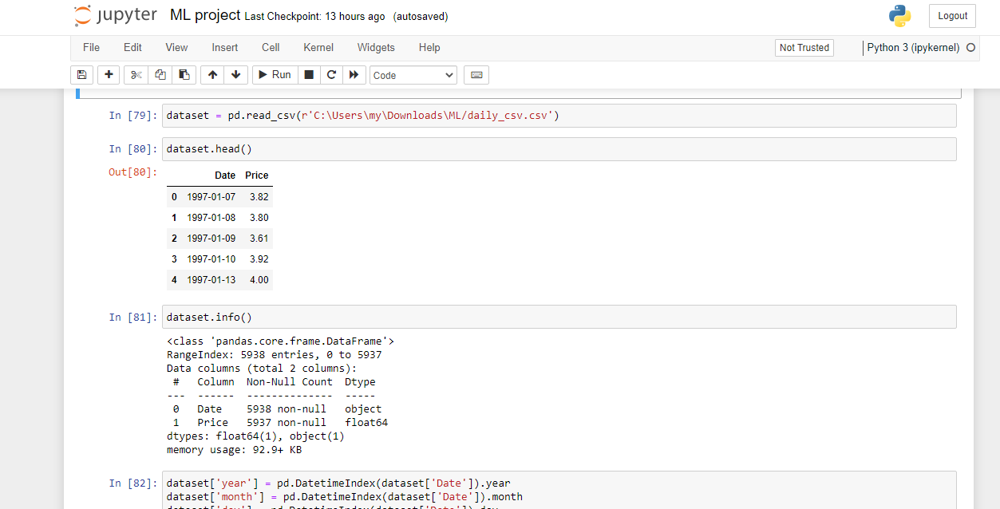 jupyter ML project Last Checkpoint: 13 hours ago (autosaved) Logout
File Edit View Insert Cell Kernel Widgets Help Not Trusted Python 3 (ipykernel)
Run Code
In [79]: dataset = pd.read_csv(r'C:\Users\my\Downloads\ML/daily_csv.csv')
In [80]: dataset.head()
Out[80]:
Date Price
0 1997-01-07 3.82
1 1997-01-08 3.80
2 1997-01-09 3.61
3 1997-01-10 3.92
4 1997-01-13 4.00
In [81]: dataset.info()
<class 'pandas.core.frame.DataFrame'>
RangeIndex: 5938 entries, 0 to 5937
Data columns (total 2 columns):
# Column Non-Null Count Dtype
--- ------ -------------- -----
0 Date 5938 non-null object
1 Price 5937 non-null float64
dtypes: float64(1), object(1)
memory usage: 92.9+ KB
In [82]: dataset['year'] = pd.DatetimeIndex(dataset['Date']).year
dataset['month'] = pd.DatetimeIndex(dataset['Date']).month
dataset['day'] = pd.DatetimeIndex(dataset['Date']).day